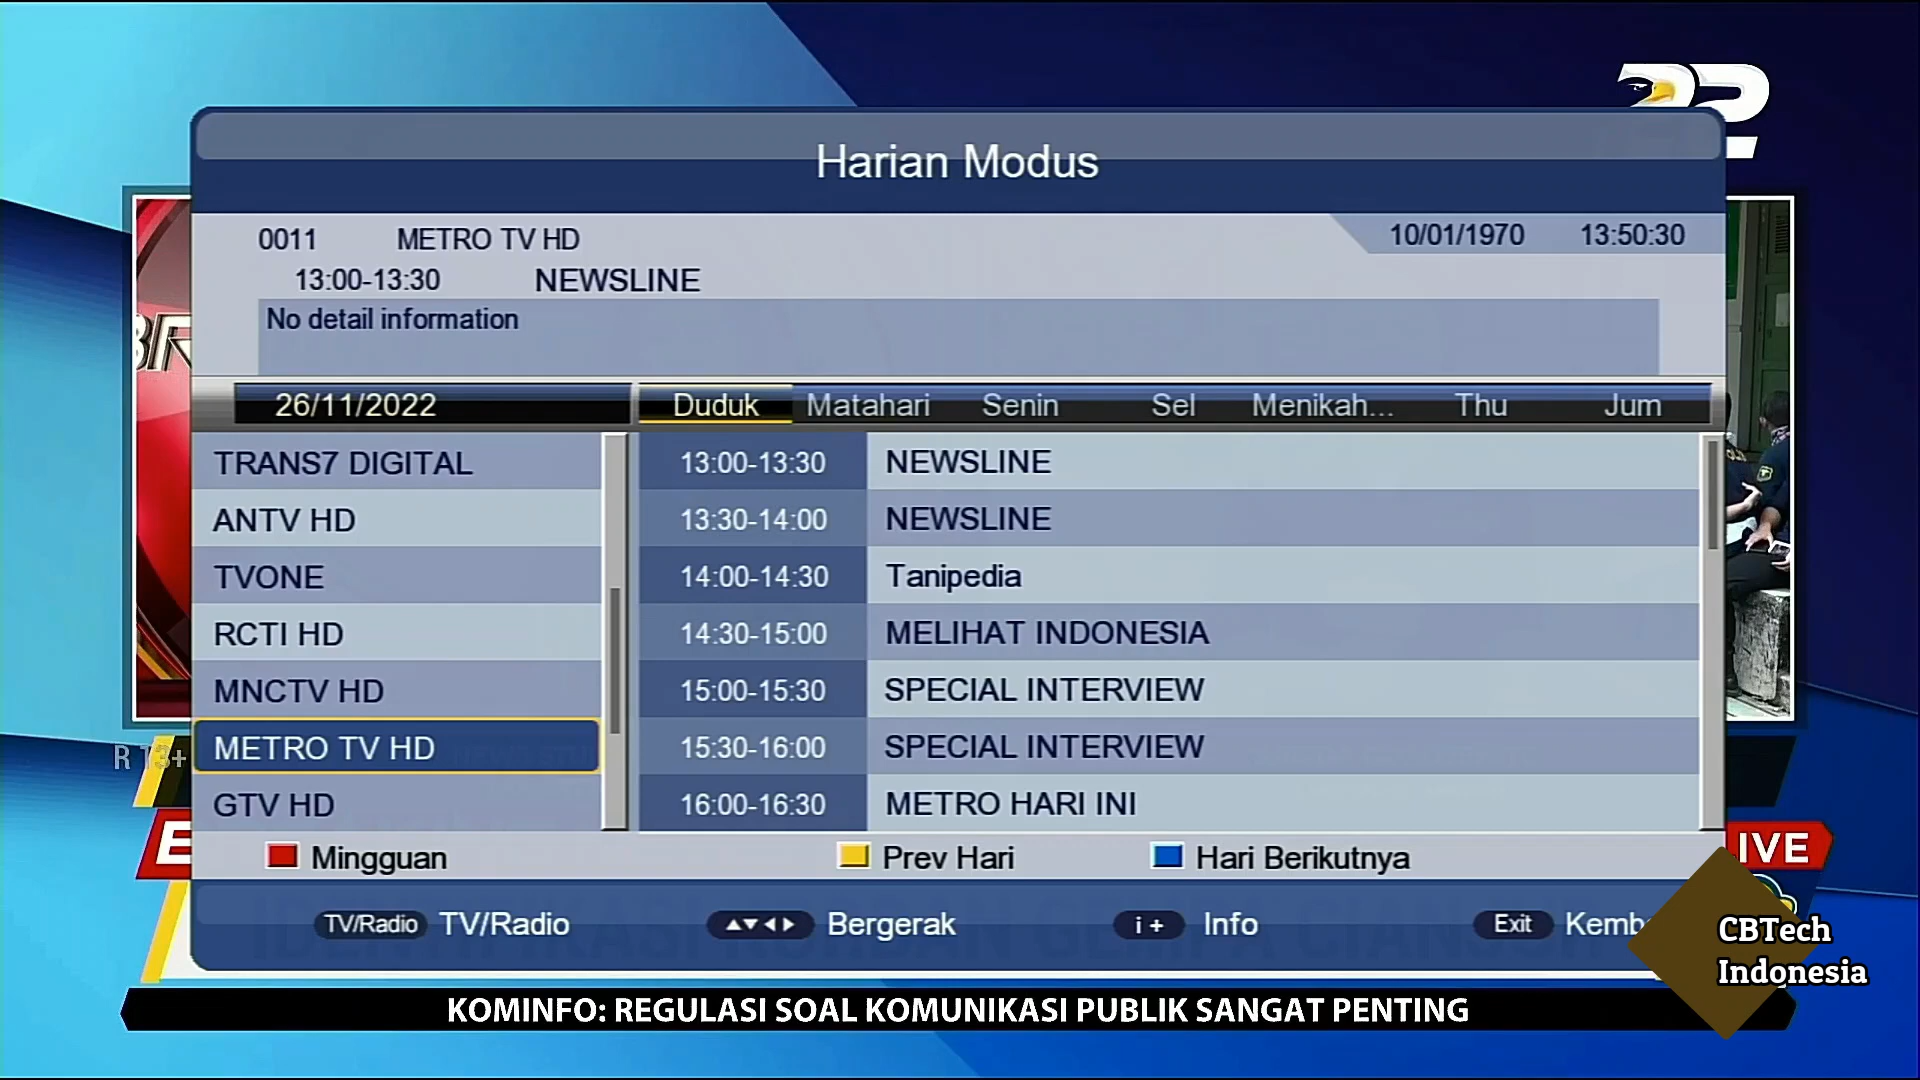 22
Harian Modus
0011 METRO TV HD 10/01/1970 13:50:30
13:00-13:30 NEWSLINE
No detail information
26/11/2022 Duduk Matahari Senin Sel Menikah... Thu Jum
TRANS7 DIGITAL 13:00-13:30 NEWSLINE
ANTV HD 13:30-14:00 NEWSLINE
TVONE 14:00-14:30 Tanipedia
RCTI HD 14:30-15:00 MELIHAT INDONESIA
MNCTV HD 15:00-15:30 SPECIAL INTERVIEW
R 13+
METRO TV HD 15:30-16:00 SPECIAL INTERVIEW
GTV HD 16:00-16:30 METRO HARI INI
IVE
Mingguan Prev Hari Hari Berikutnya
TV/Radio TV/Radio Bergerak i + Info Exit Kemb
CBTech
Indonesia
KOMINFO: REGULASI SOAL KOMUNIKASI PUBLIK SANGAT PENTING